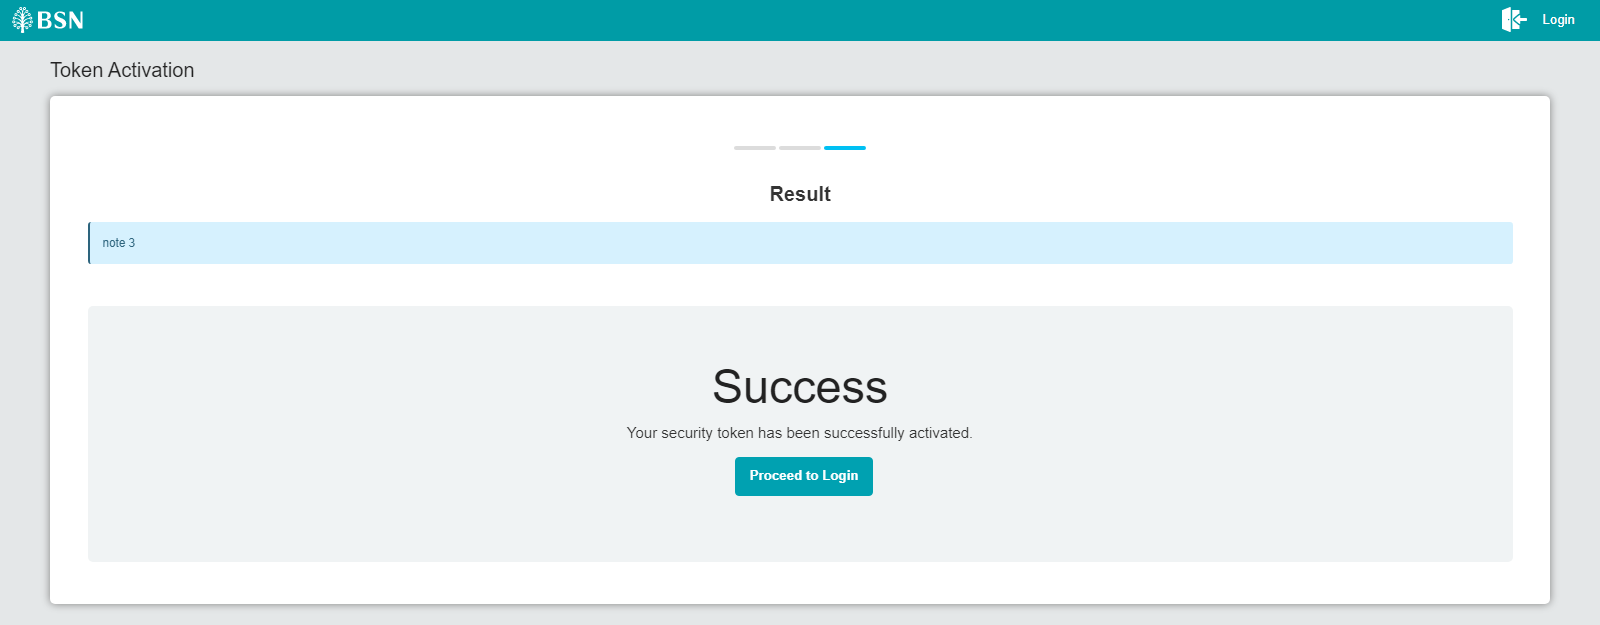 BSN
Login
Token Activation
Result
note 3
Success
Your security token has been successfully activated.
Proceed to Login